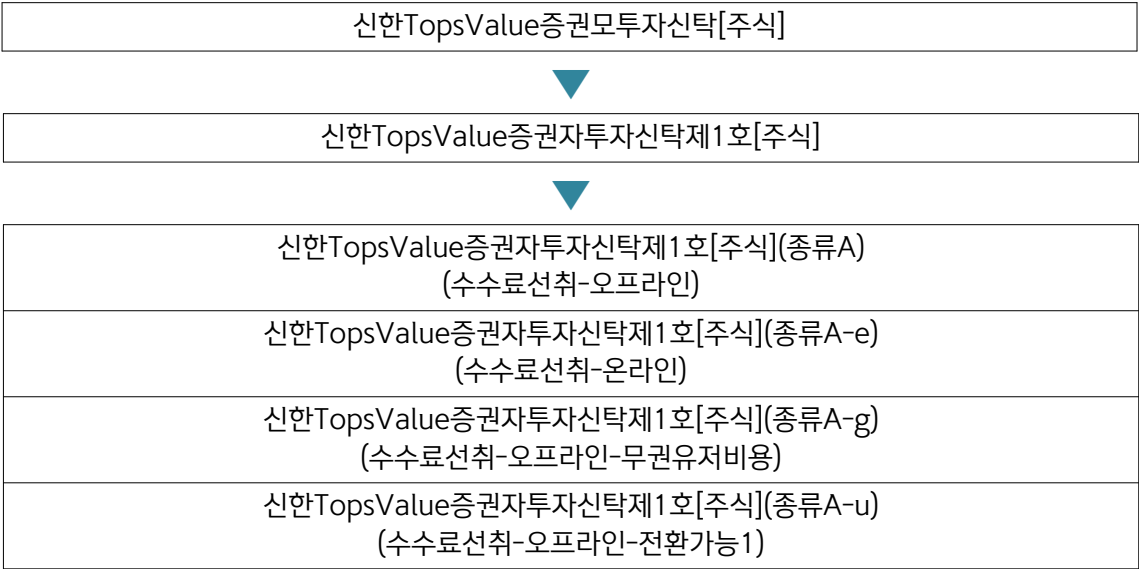 신한TopsValue증권모투자신탁[주식]
신한TopsValue증권자투자신탁제1호[주식]
신한TopsValue증권자투자신탁제1호[주식](종류A)
(수수료선취-오프라인)
신한TopsValue증권자투자신탁제1호[주식](종류A-e)
(수수료선취-온라인)
신한TopsValue증권자투자신탁제1호[주식](종류A-g)
(수수료선취-오프라인-무권유저비용)
신한TopsValue증권자투자신탁제1호[주식](종류A-u)
(수수료선취-오프라인-전환가능1)